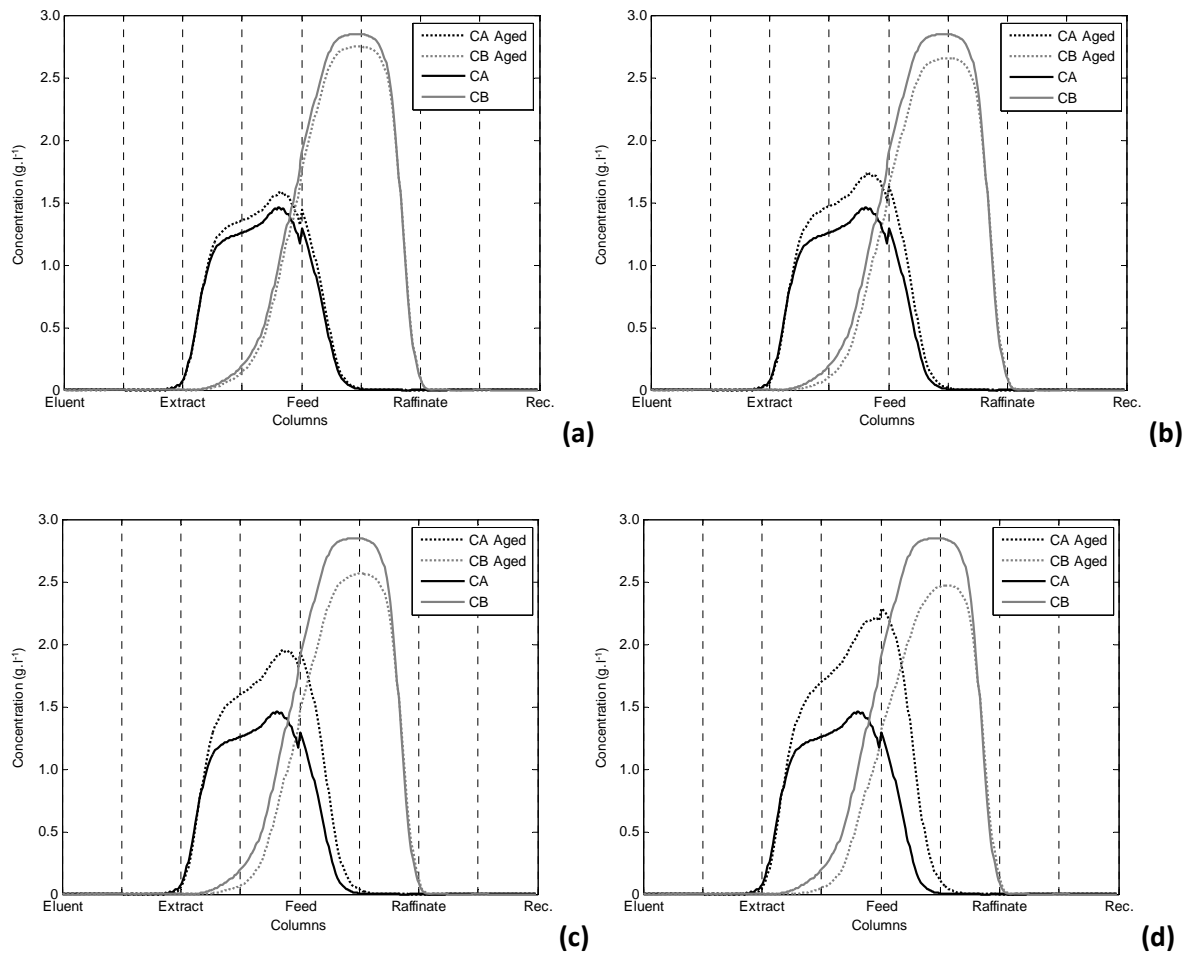 3.0
2.5
2.0
1.5
1.0
0.5
0
Concentration (g.l-1)
CA Aged
CB Aged
CA
CB
Eluent Extract Feed Raffinate Rec.
Columns
(a)
3.0
2.5
2.0
1.5
1.0
0.5
0
Concentration (g.l-1)
CA Aged
CB Aged
CA
CB
Eluent Extract Feed Raffinate Rec.
Columns
(b)
3.0
2.5
2.0
1.5
1.0
0.5
0
Concentration (g.l-1)
CA Aged
CB Aged
CA
CB
Eluent Extract Feed Raffinate Rec.
Columns
(c)
3.0
2.5
2.0
1.5
1.0
0.5
0
Concentration (g.l-1)
CA Aged
CB Aged
CA
CB
Eluent Extract Feed Raffinate Rec.
Columns
(d)